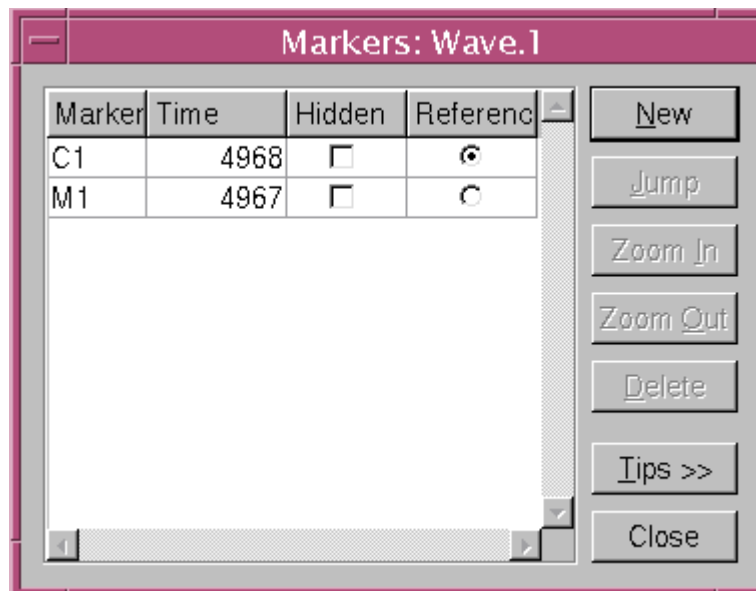 Markers: Wave.1
Marker Time Hidden Referenc
C1 4968
M1 4967
New
Jump
Zoom In
Zoom Out
Delete
Tips >>
Close